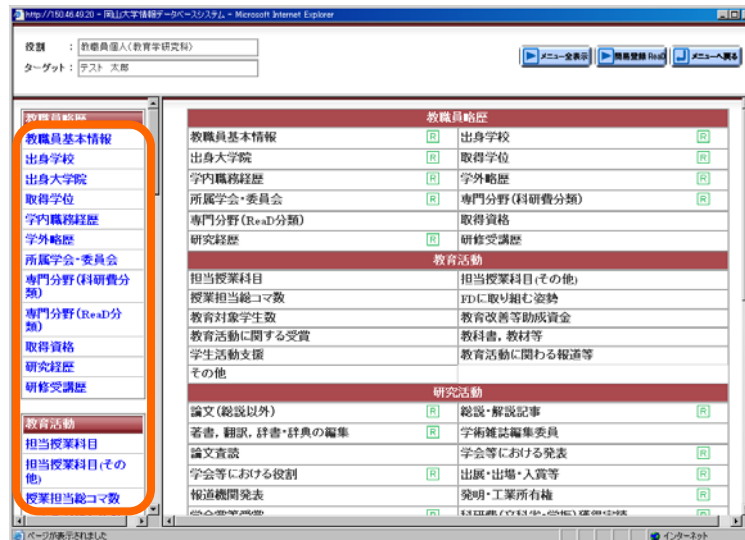 http://150.46.49.20 - 岡山大学情報データベースシステム - Microsoft Internet Explorer
役割 : 教職員個人(教育学研究科)
ターゲット : テスト 太郎
メニュー全表示 簡易登録 ReaD メニューへ戻る
教職員略歴
教職員基本情報
出身学校
出身大学院
取得学位
学内職務経歴
学外略歴
所属学会・委員会
専門分野(科研費分
類)
専門分野(ReaD分
類)
取得資格
研究経歴
研修受講歴
教育活動
担当授業科目
担当授業科目(その
他)
授業担当総コマ数
教職員略歴
教職員基本情報 R 出身学校 R
出身大学院 R 取得学位 R
学内職務経歴 R 学外略歴 R
所属学会・委員会 R 専門分野(科研費分類) R
専門分野(ReaD分類) 取得資格
研究経歴 R 研修受講歴
教育活動
担当授業科目 担当授業科目(その他)
授業担当総コマ数 FDに取り組む姿勢
教育対象学生数 教育改善等助成資金
教育活動に関する受賞 教科書, 教材等
学生活動支援 教育活動に関わる報道等
その他
研究活動
論文(総説以外) R 総説・解説記事 R
著書, 翻訳, 辞書・辞典の編集 R 学術雑誌編集委員
論文査読 学会等における発表 R
学会等における役割 R 出展・出場・入賞等 R
報道機関発表 発明・工業所有権 R
ページが表示されました インターネット